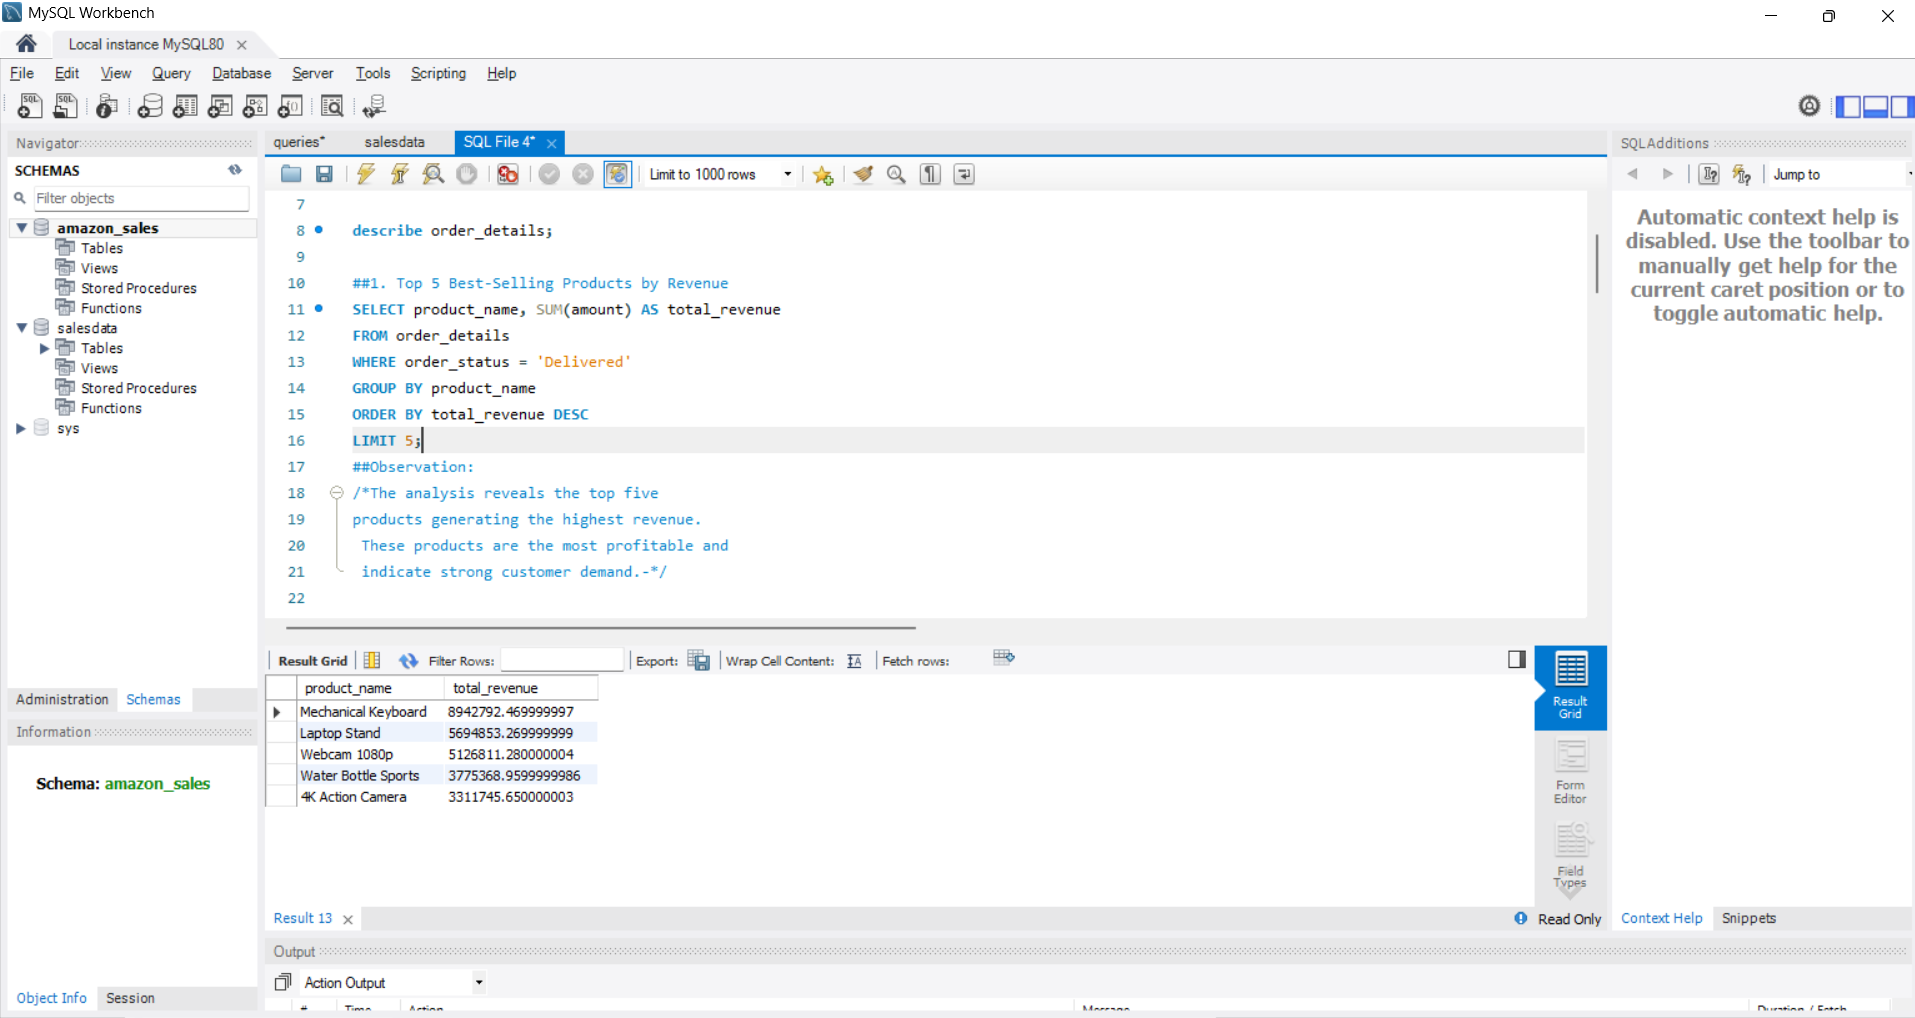 MySQL Workbench
Local instance MySQL80
File Edit View Query Database Server Tools Scripting Help
Navigator
SCHEMAS
Filter objects
amazon_sales
Tables
Views
Stored Procedures
Functions
salesdata
Tables
Views
Stored Procedures
Functions
sys
Administration Schemas
Information
Schema: amazon_sales
Object Info Session
queries* salesdata SQL File 4*
Limit to 1000 rows
7
8 describe order_details;
9
10 ##1. Top 5 Best-Selling Products by Revenue
11 SELECT product_name, SUM(amount) AS total_revenue
12 FROM order_details
13 WHERE order_status = 'Delivered'
14 GROUP BY product_name
15 ORDER BY total_revenue DESC
16 LIMIT 5;
17 ##Observation:
18 /*The analysis reveals the top five
19 products generating the highest revenue.
20 These products are the most profitable and
21 indicate strong customer demand.-*/
22
Result Grid Filter Rows: Export: Wrap Cell Content: Fetch rows:
product_name total_revenue
Mechanical Keyboard 8942792.469999997
Laptop Stand 5694853.269999999
Webcam 1080p 5126811.280000004
Water Bottle Sports 3775368.9599999986
4K Action Camera 3311745.650000003
Result
Grid
Form
Editor
Field
Types
Result 13 Read Only
Output
Action Output
# Time Action Message Duration / Fetch
SQLAdditions
Jump to
Automatic context help is
disabled. Use the toolbar to
manually get help for the
current caret position or to
toggle automatic help.
Context Help Snippets